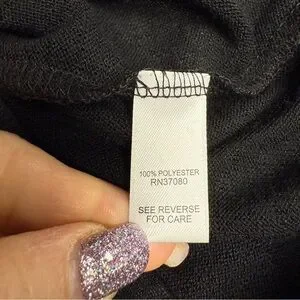 100% POLYESTER
RN37080
SEE REVERSE
FOR CARE